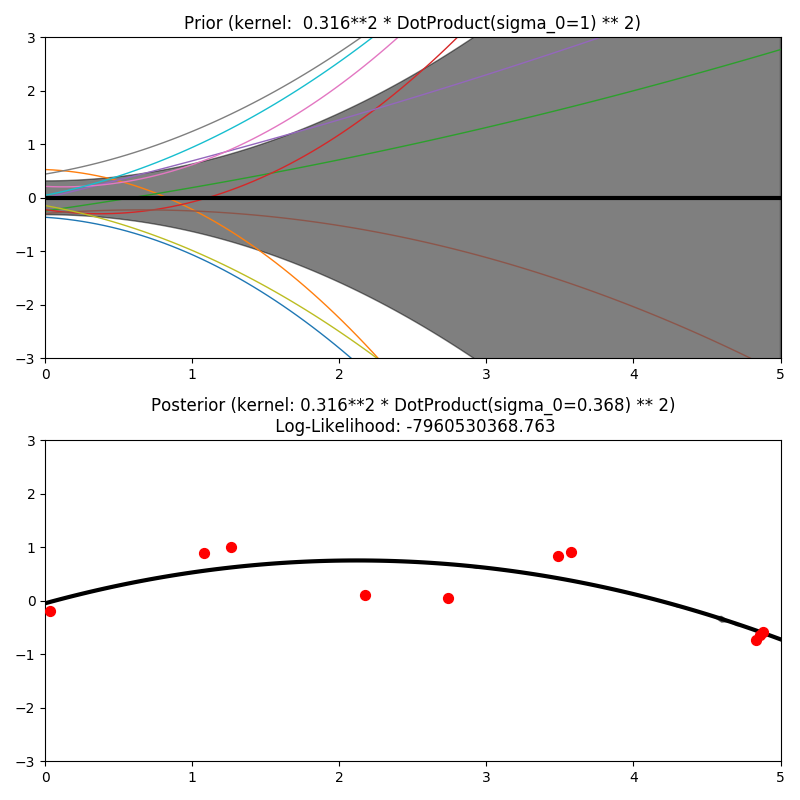 Prior (kernel:  0.316**2 * DotProduct(sigma_0=1) ** 2)
3
2
1
0
−1
−2
−3
0 1 2 3 4 5
Posterior (kernel: 0.316**2 * DotProduct(sigma_0=0.368) ** 2)
Log-Likelihood: -7960530368.763
3
2
1
0
−1
−2
−3
0 1 2 3 4 5